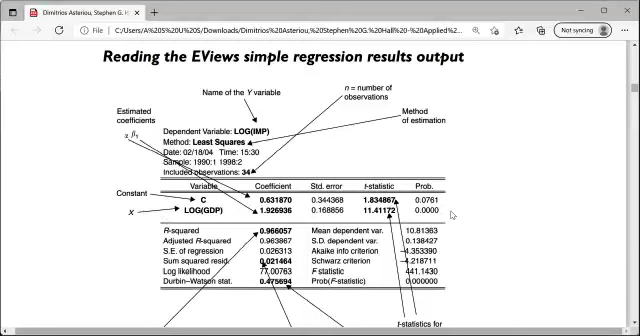 Dimitrios Asteriou, Stephen G. H
File
C:/Users/A%20S%20U%20S/Downloads/Dimitrios%20Asteriou,%20Stephen%20G.%20Hall%20-%20Applied%2...
Not syncing
Reading the EViews simple regression results output
Name of the Y variable
n = number of
observations
Estimated
coefficients
Method
of estimation
Dependent Variable: LOG(IMP)
Method: Least Squares
Date: 02/18/04 Time: 15:30
Sample: 1990:1 1998:2
Included observations: 34
Variable Coefficient Std. error t-statistic Prob.
Constant
C 0.631870 0.344368 1.834867 0.0761
X
LOG(GDP) 1.926936 0.168856 11.41172 0.0000
R-squared 0.966057 Mean dependent var. 10.81363
Adjusted R-squared 0.963867 S.D. dependent var. 0.138427
S.E. of regression 0.026313 Akaike info criterion −4.353390
Sum squared resid 0.021464 Schwarz criterion −4.218711
Log likelihood 77.00763 F statistic 441.1430
Durbin–Watson stat. 0.475694 Prob(F-statistic) 0.000000
t-statistics for